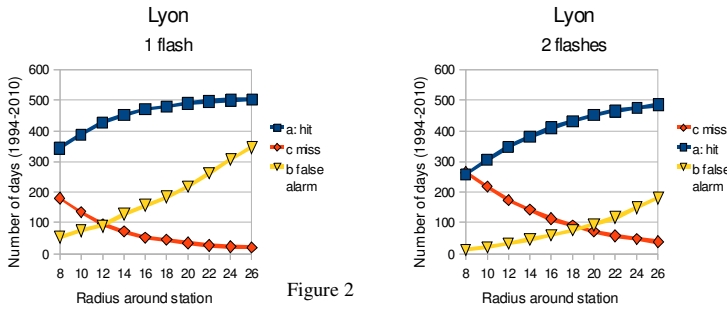 Lyon
1 flash
Number of days (1994-2010)
600
500
400
300
200
100
0
8 10 12 14 16 18 20 22 24 26
Radius around station
a: hit
c miss
b false
alarm
Figure 2
Lyon
2 flashes
Number of days (1994-2010)
600
500
400
300
200
100
0
8 10 12 14 16 18 20 22 24 26
Radius around station
c miss
a: hit
b false
alarm